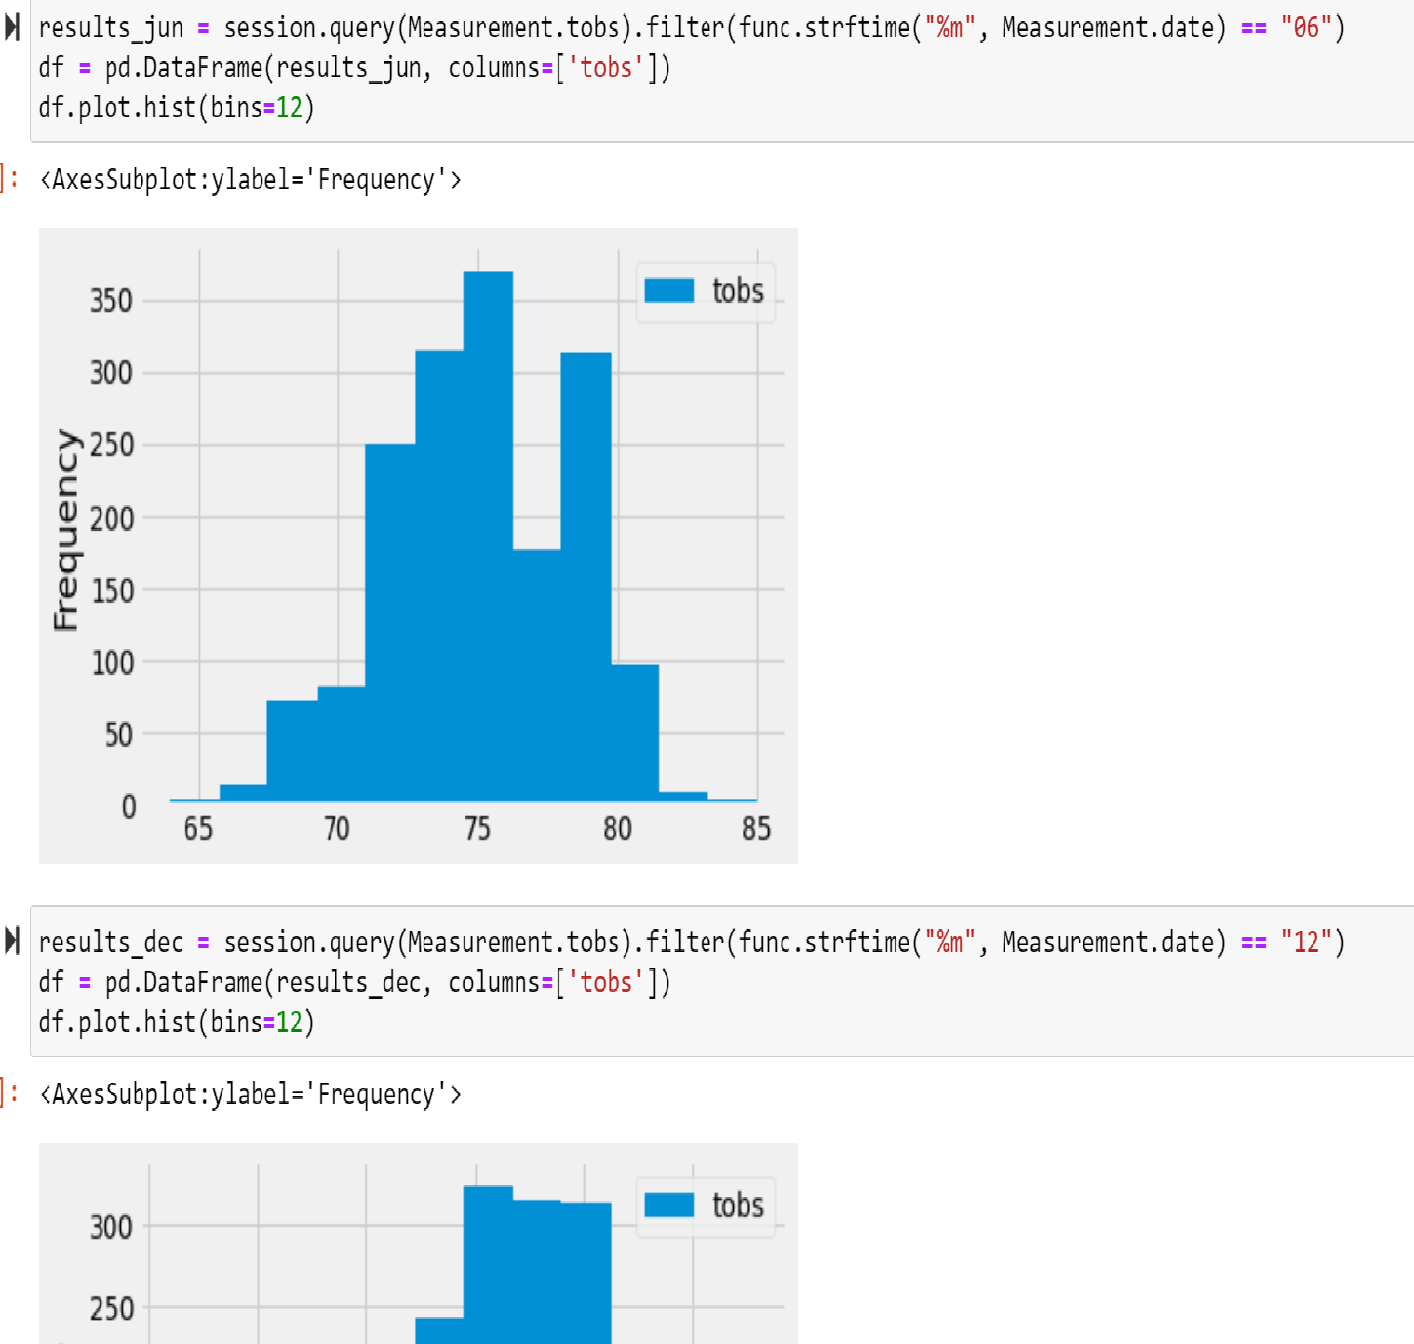 results_jun = session.query(Measurement.tobs).filter(func.strftime("%m", Measurement.date) == "06")
df = pd.DataFrame(results_jun, columns=['tobs'])
df.plot.hist(bins=12)
]: <AxesSubplot:ylabel='Frequency'>
tobs
350
300
250
200
150
100
50
0
Frequency
65 70 75 80 85
results_dec = session.query(Measurement.tobs).filter(func.strftime("%m", Measurement.date) == "12")
df = pd.DataFrame(results_dec, columns=['tobs'])
df.plot.hist(bins=12)
]: <AxesSubplot:ylabel='Frequency'>
tobs
300
250